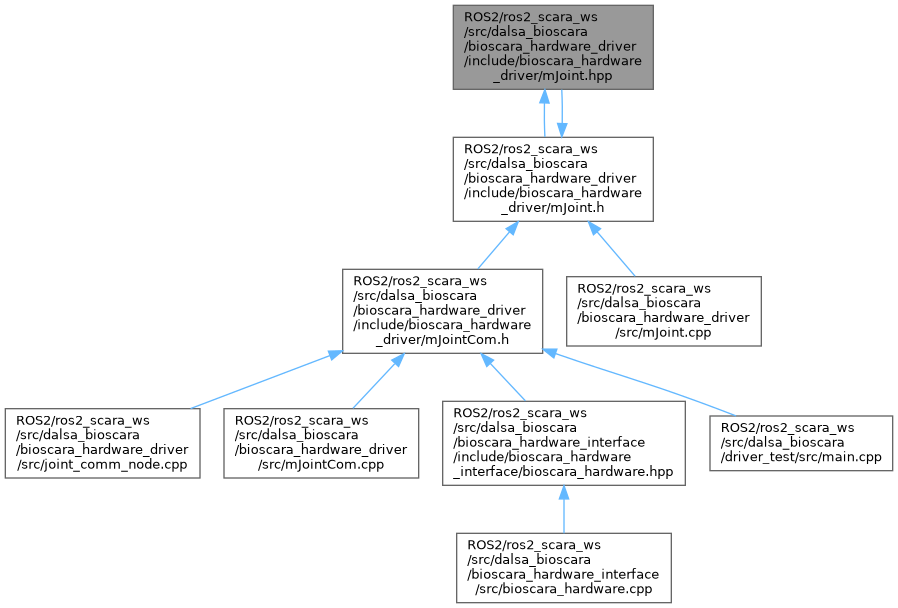 ROS2/ros2_scara_ws
/src/dalsa_bioscara
/bioscara_hardware_driver
/include/bioscara_hardware
_driver/mJoint.hpp
ROS2/ros2_scara_ws
/src/dalsa_bioscara
/bioscara_hardware_driver
/include/bioscara_hardware
_driver/mJoint.h
ROS2/ros2_scara_ws
/src/dalsa_bioscara
/bioscara_hardware_driver
/include/bioscara_hardware
_driver/mJointCom.h
ROS2/ros2_scara_ws
/src/dalsa_bioscara
/bioscara_hardware_driver
/src/mJoint.cpp
ROS2/ros2_scara_ws
/src/dalsa_bioscara
/bioscara_hardware_driver
/src/joint_comm_node.cpp
ROS2/ros2_scara_ws
/src/dalsa_bioscara
/bioscara_hardware_driver
/src/mJointCom.cpp
ROS2/ros2_scara_ws
/src/dalsa_bioscara
/bioscara_hardware_interface
/include/bioscara_hardware
_interface/bioscara_hardware.hpp
ROS2/ros2_scara_ws
/src/dalsa_bioscara
/driver_test/src/main.cpp
ROS2/ros2_scara_ws
/src/dalsa_bioscara
/bioscara_hardware_interface
/src/bioscara_hardware.cpp